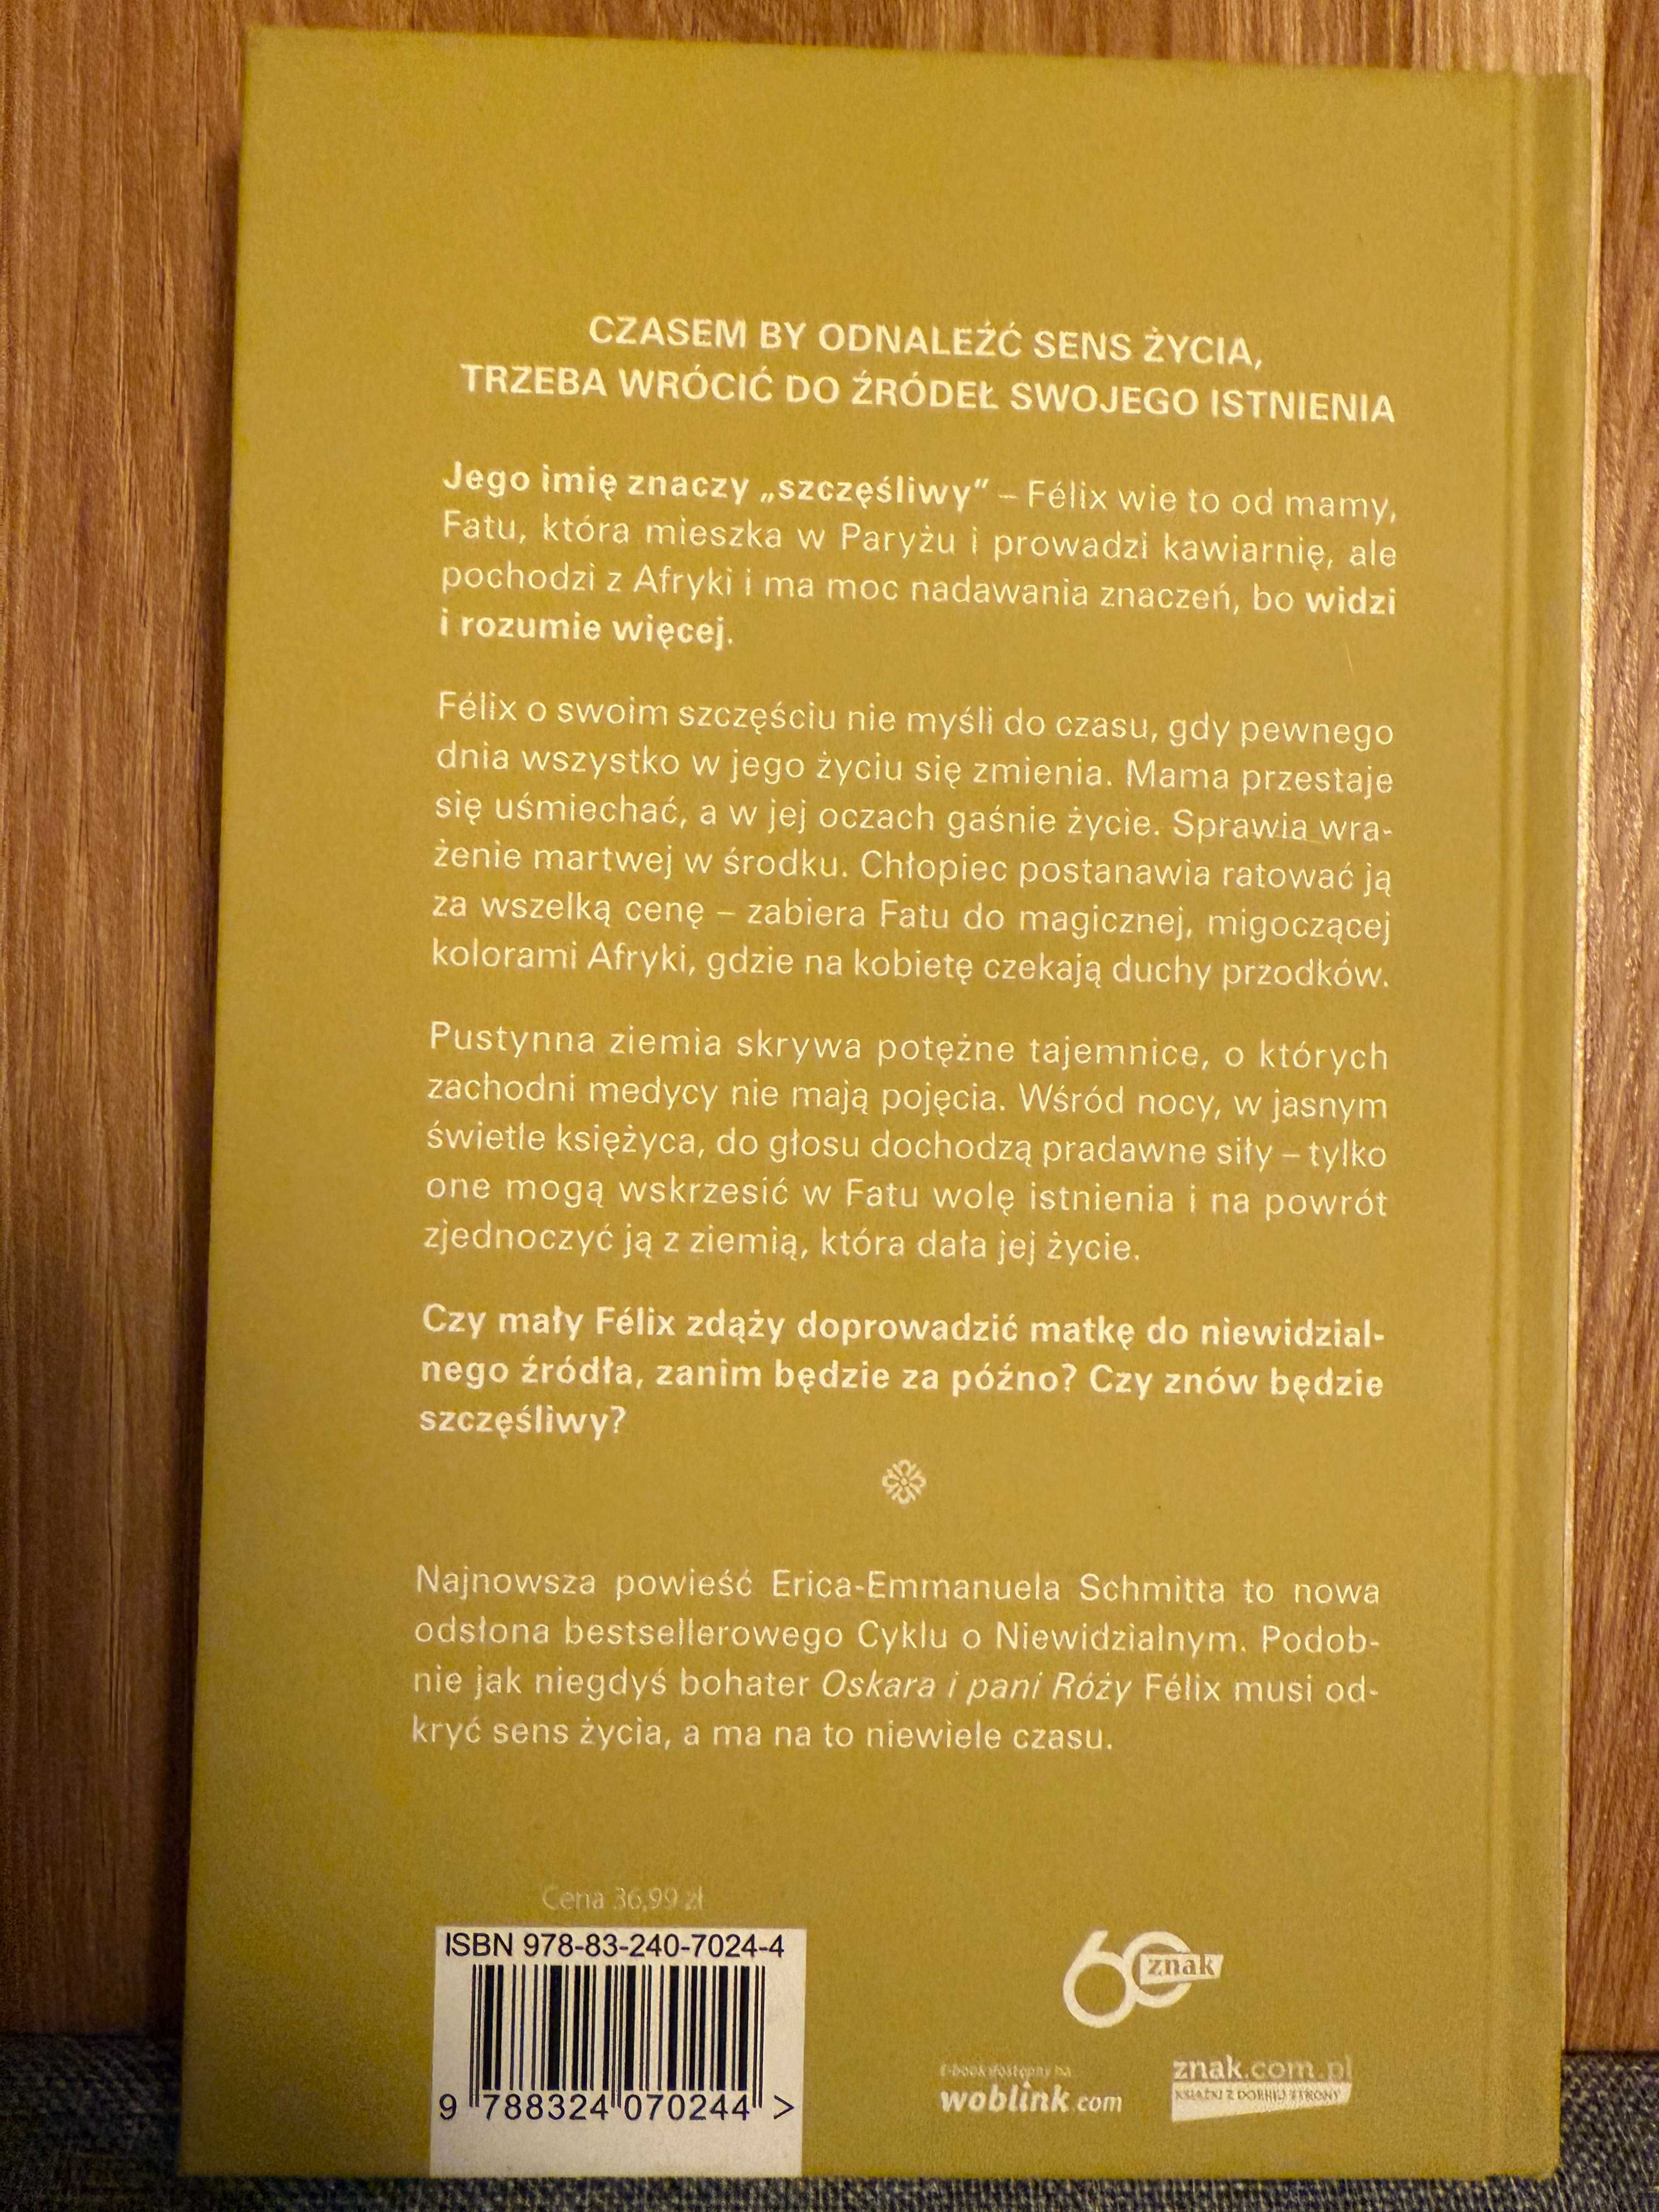 CZASEM BY ODNALEŹĆ SENS ŻYCIA,
TRZEBA WRÓCIĆ DO ŹRÓDEŁ SWOJEGO ISTNIENIA
Jego imię znaczy „szczęśliwy” – Félix wie to od mamy,
Fatu, która mieszka w Paryżu i prowadzi kawiarnię, ale
pochodzi z Afryki i ma moc nadawania znaczeń, bo widzi
i rozumie więcej.
Félix o swoim szczęściu nie myśli do czasu, gdy pewnego
dnia wszystko w jego życiu się zmienia. Mama przestaje
się uśmiechać, a w jej oczach gaśnie życie. Sprawia wra-
żenie martwej w środku. Chłopiec postanawia ratować ją
za wszelką cenę – zabiera Fatu do magicznej, migoczącej
kolorami Afryki, gdzie na kobietę czekają duchy przodków.
Pustynna ziemia skrywa potężne tajemnice, o których
zachodni medycy nie mają pojęcia. Wśród nocy, w jasnym
świetle księżyca, do głosu dochodzą pradawne siły – tylko
one mogą wskrzesić w Fatu wolę istnienia i na powrót
zjednoczyć ją z ziemią, która dała jej życie.
Czy mały Félix zdąży doprowadzić matkę do niewidzial-
nego źródła, zanim będzie za późno? Czy znów będzie
szczęśliwy?
Najnowsza powieść Erica-Emmanuela Schmitta to nowa
odsłona bestsellerowego Cyklu o Niewidzialnym. Podob-
nie jak niegdyś bohater Oskara i pani Róży Félix musi od-
kryć sens życia, a ma na to niewiele czasu.
Cena 36,99 zł
ISBN 978-83-240-7024-4
9 788324 070244 >
60 znak
E-book dostępny na
woblink.com
znak.com.pl
KSIĄŻKI Z DOBREJ STRONY